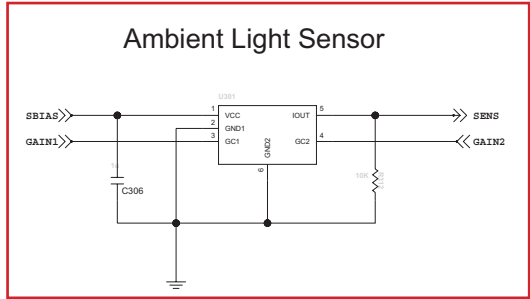 Ambient Light Sensor
U301
SBIAS 1 VCC IOUT 5 SENS
2 GND1
GAIN1 3 GC1 GC2 4 GAIN2
GND2
6
10K
C306